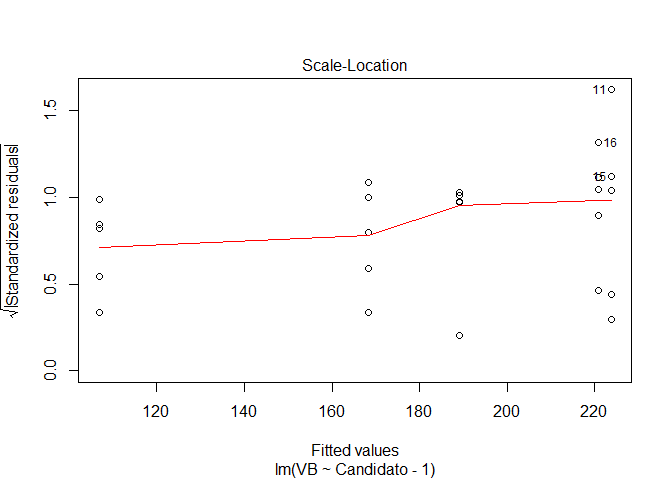 Scale-Location
√|Standardized residuals|
1.5
1.0
0.5
0.0
11
16
15
120 140 160 180 200 220
Fitted values
lm(VB ~ Candidato - 1)